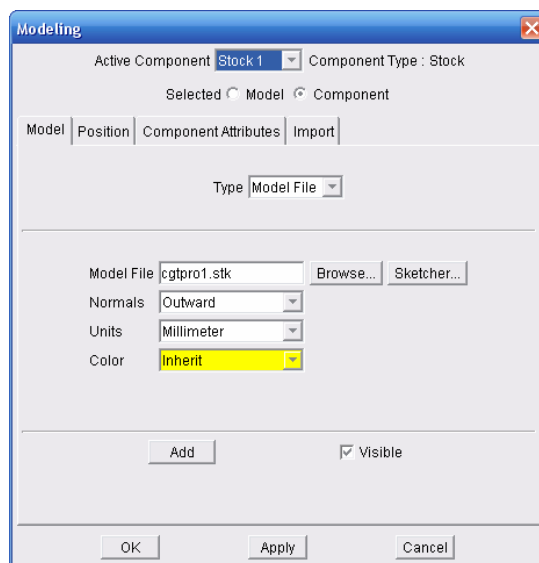 Modeling
Active Component Stock 1 Component Type : Stock
Selected Model Component
Model Position Component Attributes Import
Type Model File
Model File cgtpro1.stk Browse... Sketcher...
Normals Outward
Units Millimeter
Color Inherit
Add Visible
OK Apply Cancel